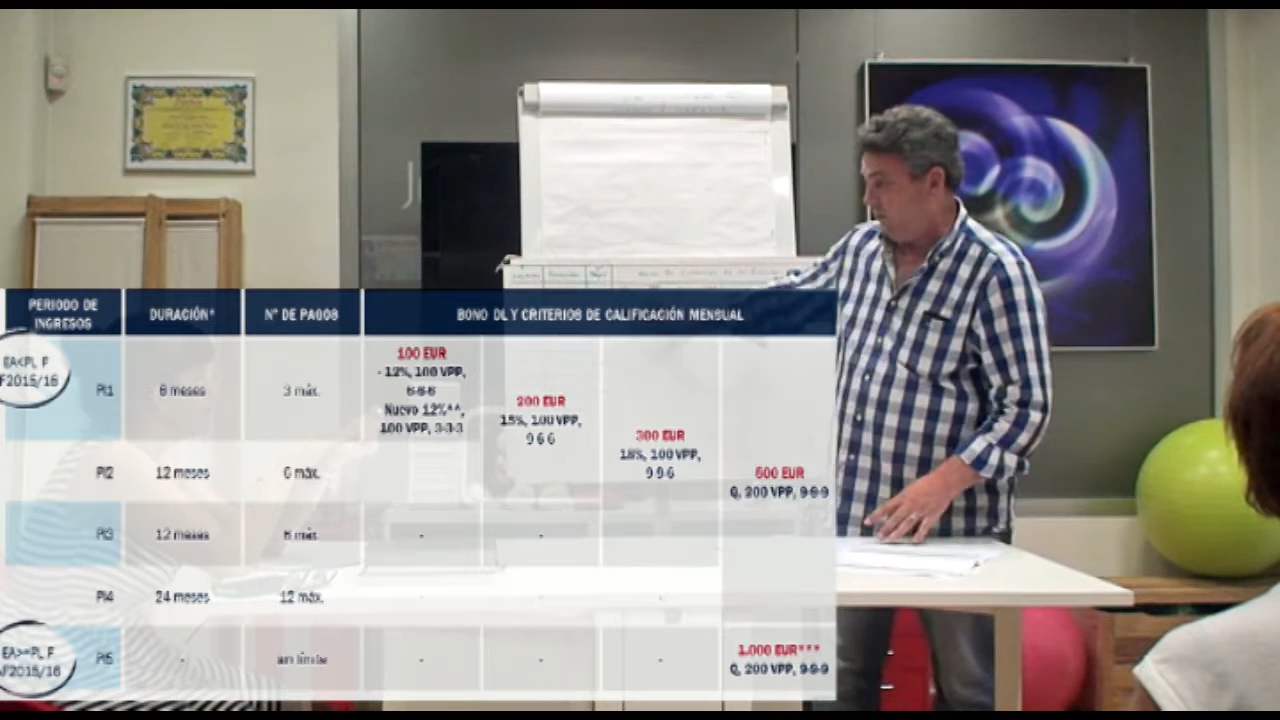 PERIODO DE
INGRESOS
DURACIÓN*
Nº DE PAGOS
BONO DL Y CRITERIOS DE CALIFICACIÓN MENSUAL
EA<PL F
F2015/16
PI1
6 meses
3 máx.
100 EUR
- 12%, 100 VPP,
6-6-6
Nuevo 12%**,
100 VPP, 3-3-3
200 EUR
15%, 100 VPP,
9 6 6
300 EUR
18%, 100 VPP,
9-9-6
500 EUR
Q, 200 VPP, 9-9-9
PI2
12 meses
6 máx.
PI3
12 meses
6 máx.
- -
PI4
24 meses
12 máx.
- - -
EA>=PL F
F2015/16
PI5
-
sin límite
- - -
1.000 EUR***
Q, 200 VPP, 9-9-9